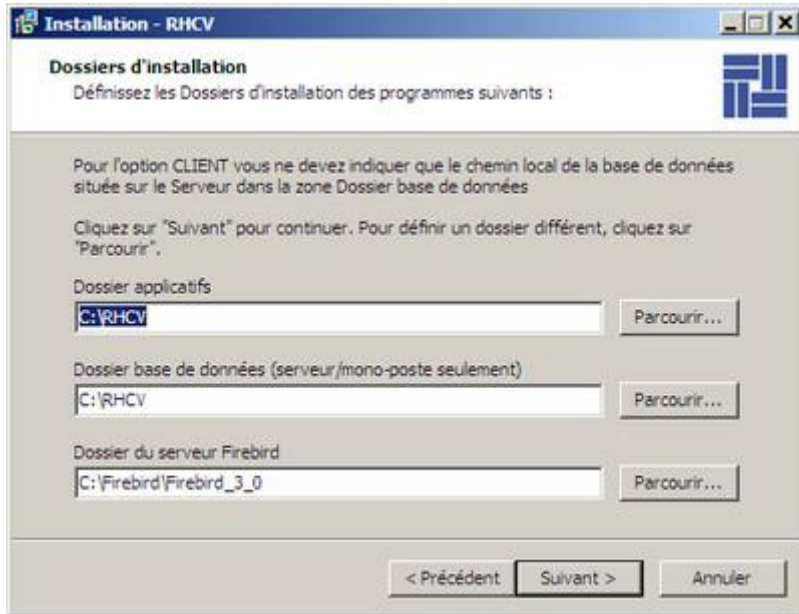 Installation - RHCV
Dossiers d'installation
Définissez les Dossiers d'installation des programmes suivants :
Pour l'option CLIENT vous ne devez indiquer que le chemin local de la base de données
située sur le Serveur dans la zone Dossier base de données
Cliquez sur "Suivant" pour continuer. Pour définir un dossier différent, cliquez sur
"Parcourir".
Dossier applicatifs
C:\RHCV
Parcourir...
Dossier base de données (serveur/mono-poste seulement)
C:\RHCV
Parcourir...
Dossier du serveur Firebird
C:\Firebird\Firebird_3_0
Parcourir...
< Précédent
Suivant >
Annuler